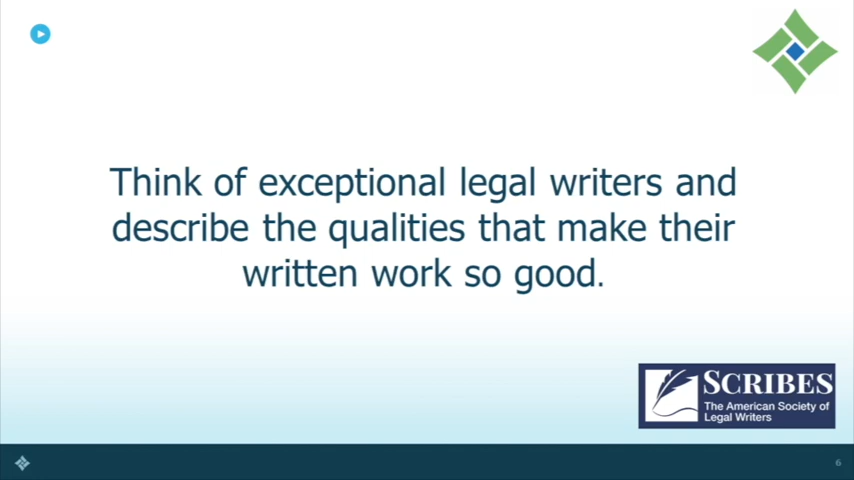 Think of exceptional legal writers and
describe the qualities that make their
written work so good.
SCRIBES
The American Society of
Legal Writers
6